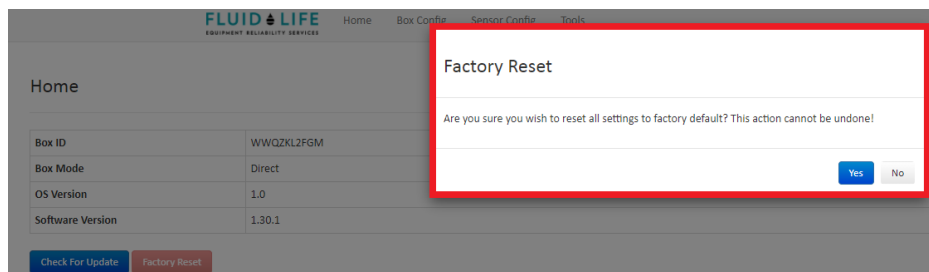 FLUID LIFE Home Box Config Sensor Config Tools
EQUIPMENT RELIABILITY SERVICES
Factory Reset
Home
Are you sure you wish to reset all settings to factory default? This action cannot be undone!
Box ID WWQZKL2FGM
Yes No
Box Mode Direct
OS Version 1.0
Software Version 1.30.1
Check For Update Factory Reset